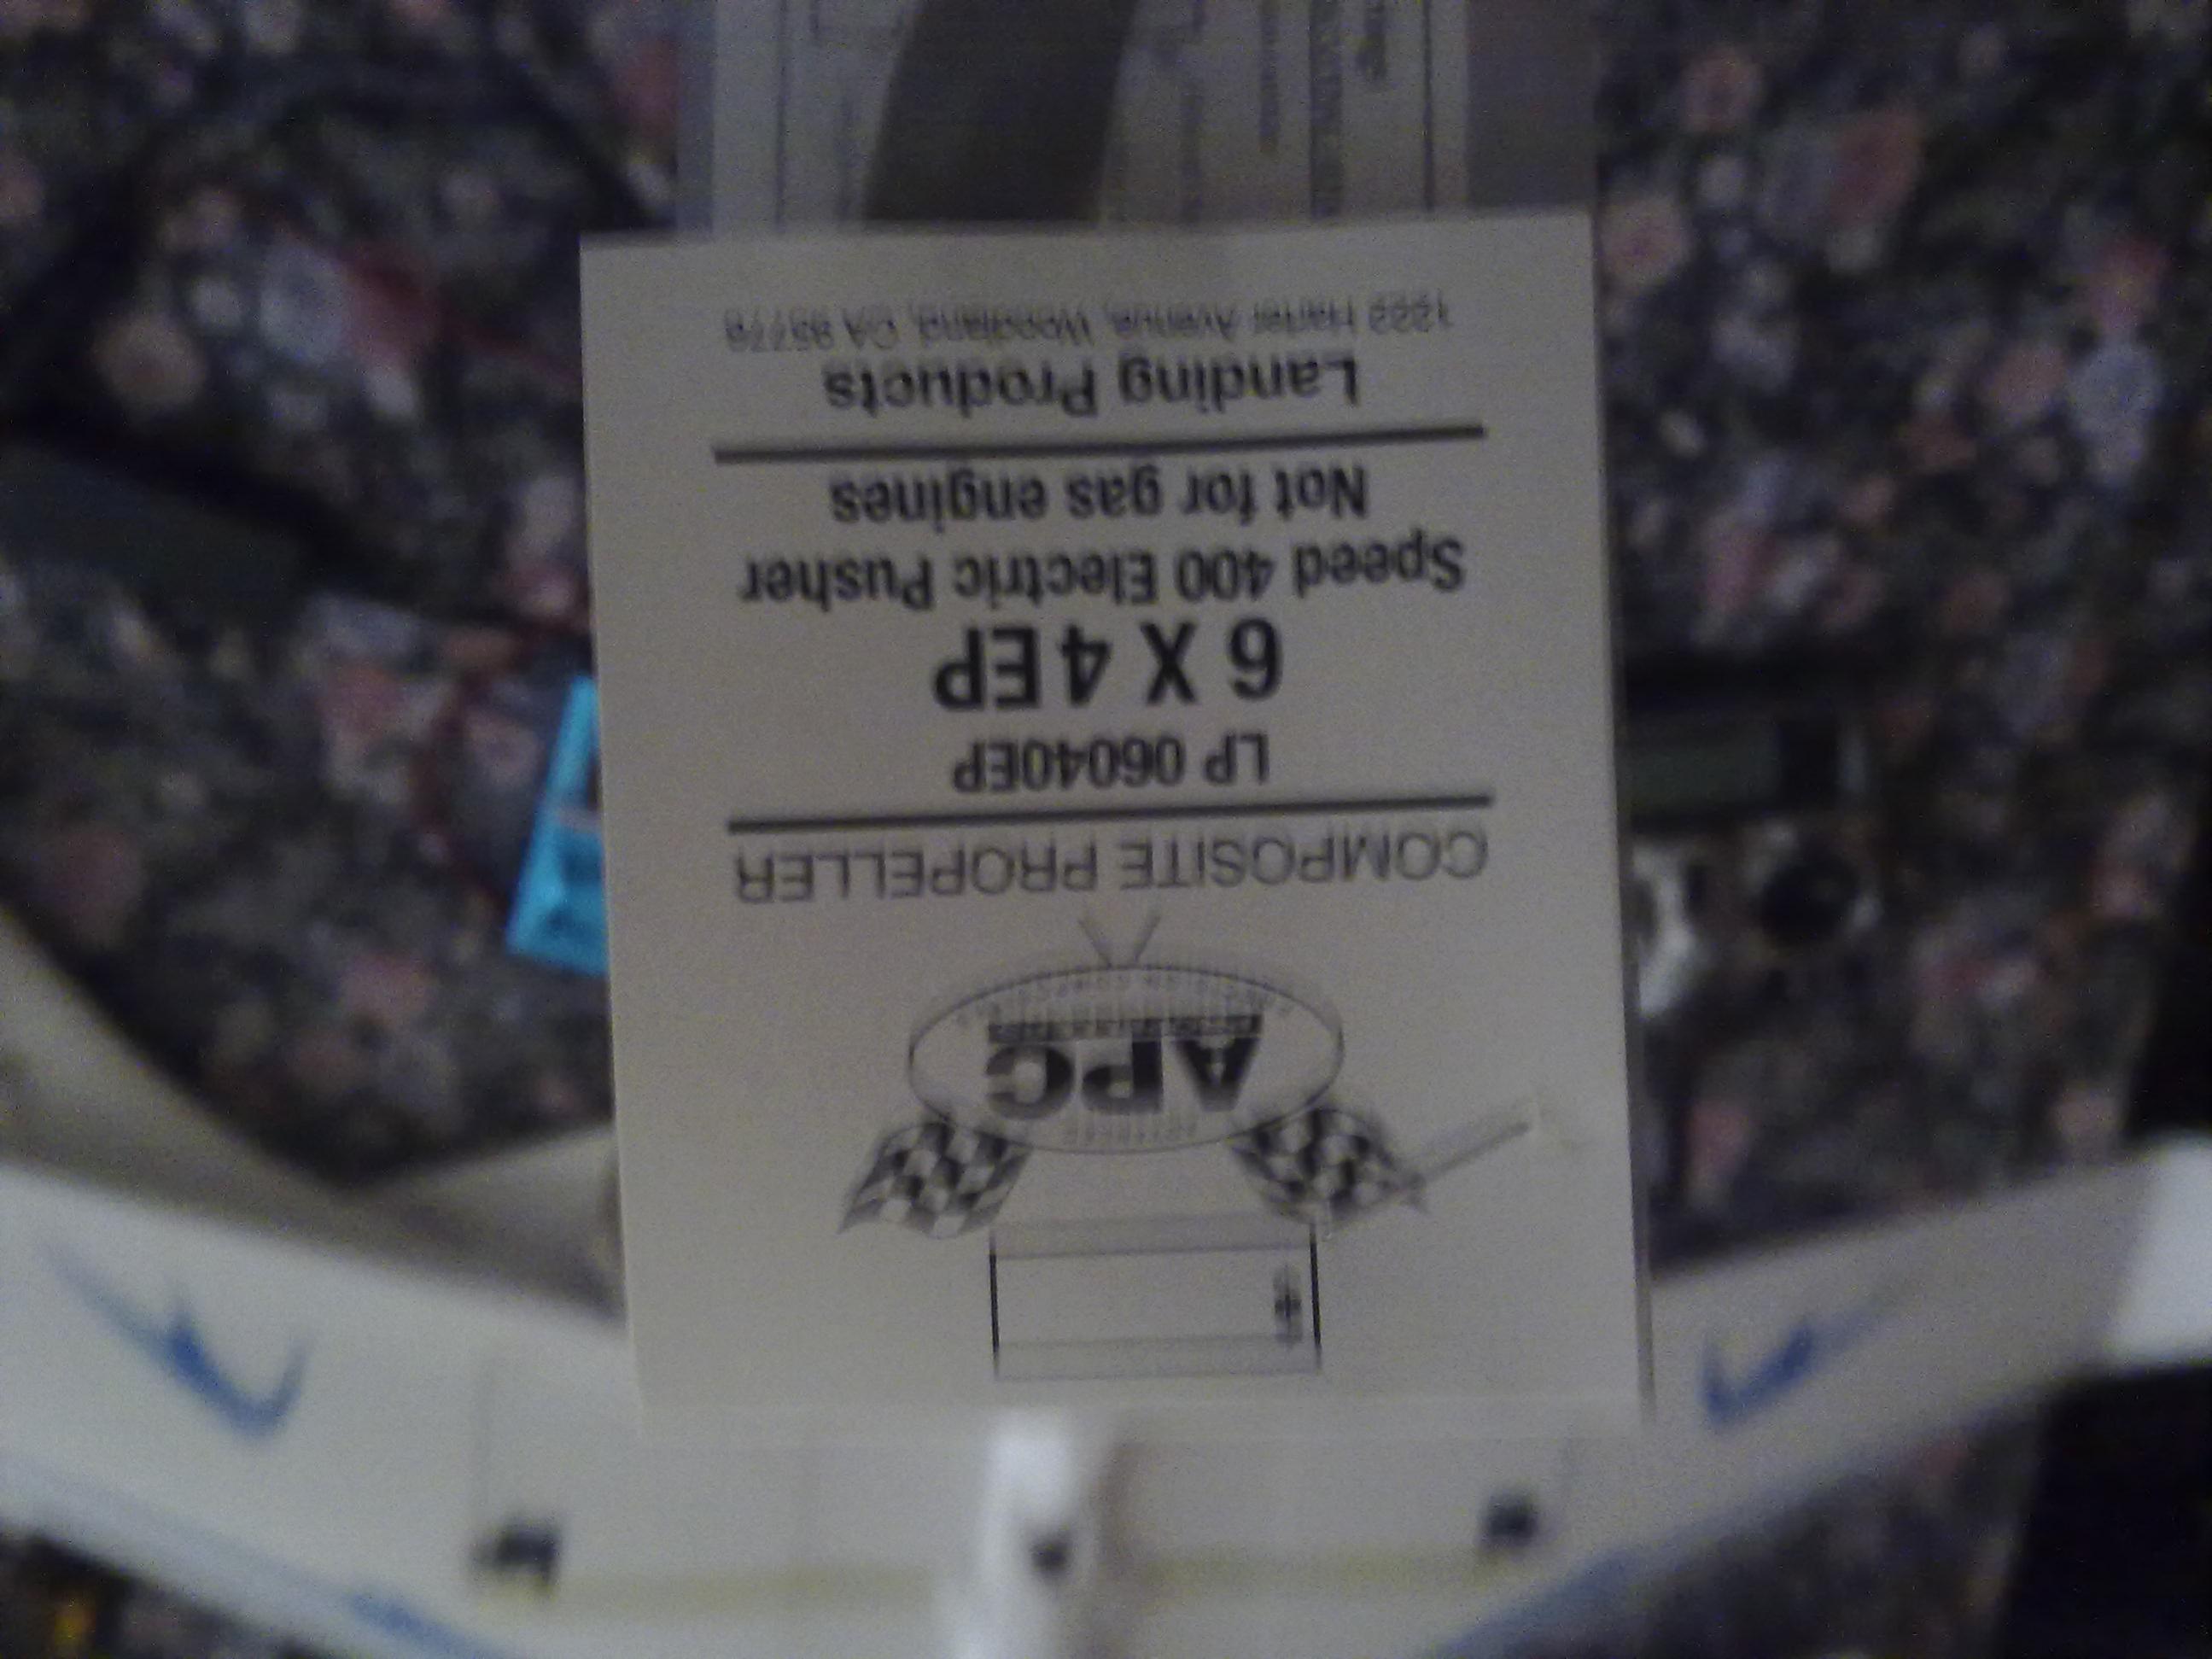 APC
COMPOSITE PROPELLER
LP 06040EP
6 X 4 EP
Speed 400 Electric Pusher
Not for gas engines
Landing Products
1222 Harter Avenue, Woodland, CA 95776